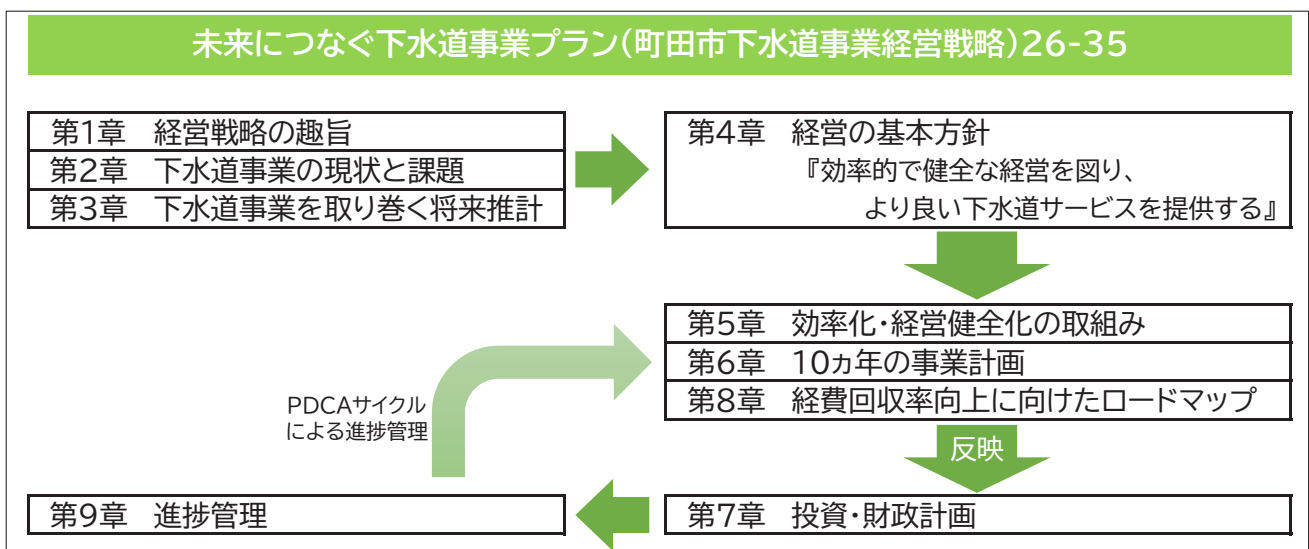 未来につなぐ下水道事業プラン(町田市下水道事業経営戦略)26-35
第1章 経営戦略の趣旨
第2章 下水道事業の現状と課題
第3章 下水道事業を取り巻く将来推計
第4章 経営の基本方針
『効率的で健全な経営を図り、
より良い下水道サービスを提供する』
第5章 効率化・経営健全化の取組み
第6章 10ヵ年の事業計画
第8章 経費回収率向上に向けたロードマップ
PDCAサイクル
による進捗管理
反映
第7章 投資・財政計画
第9章 進捗管理